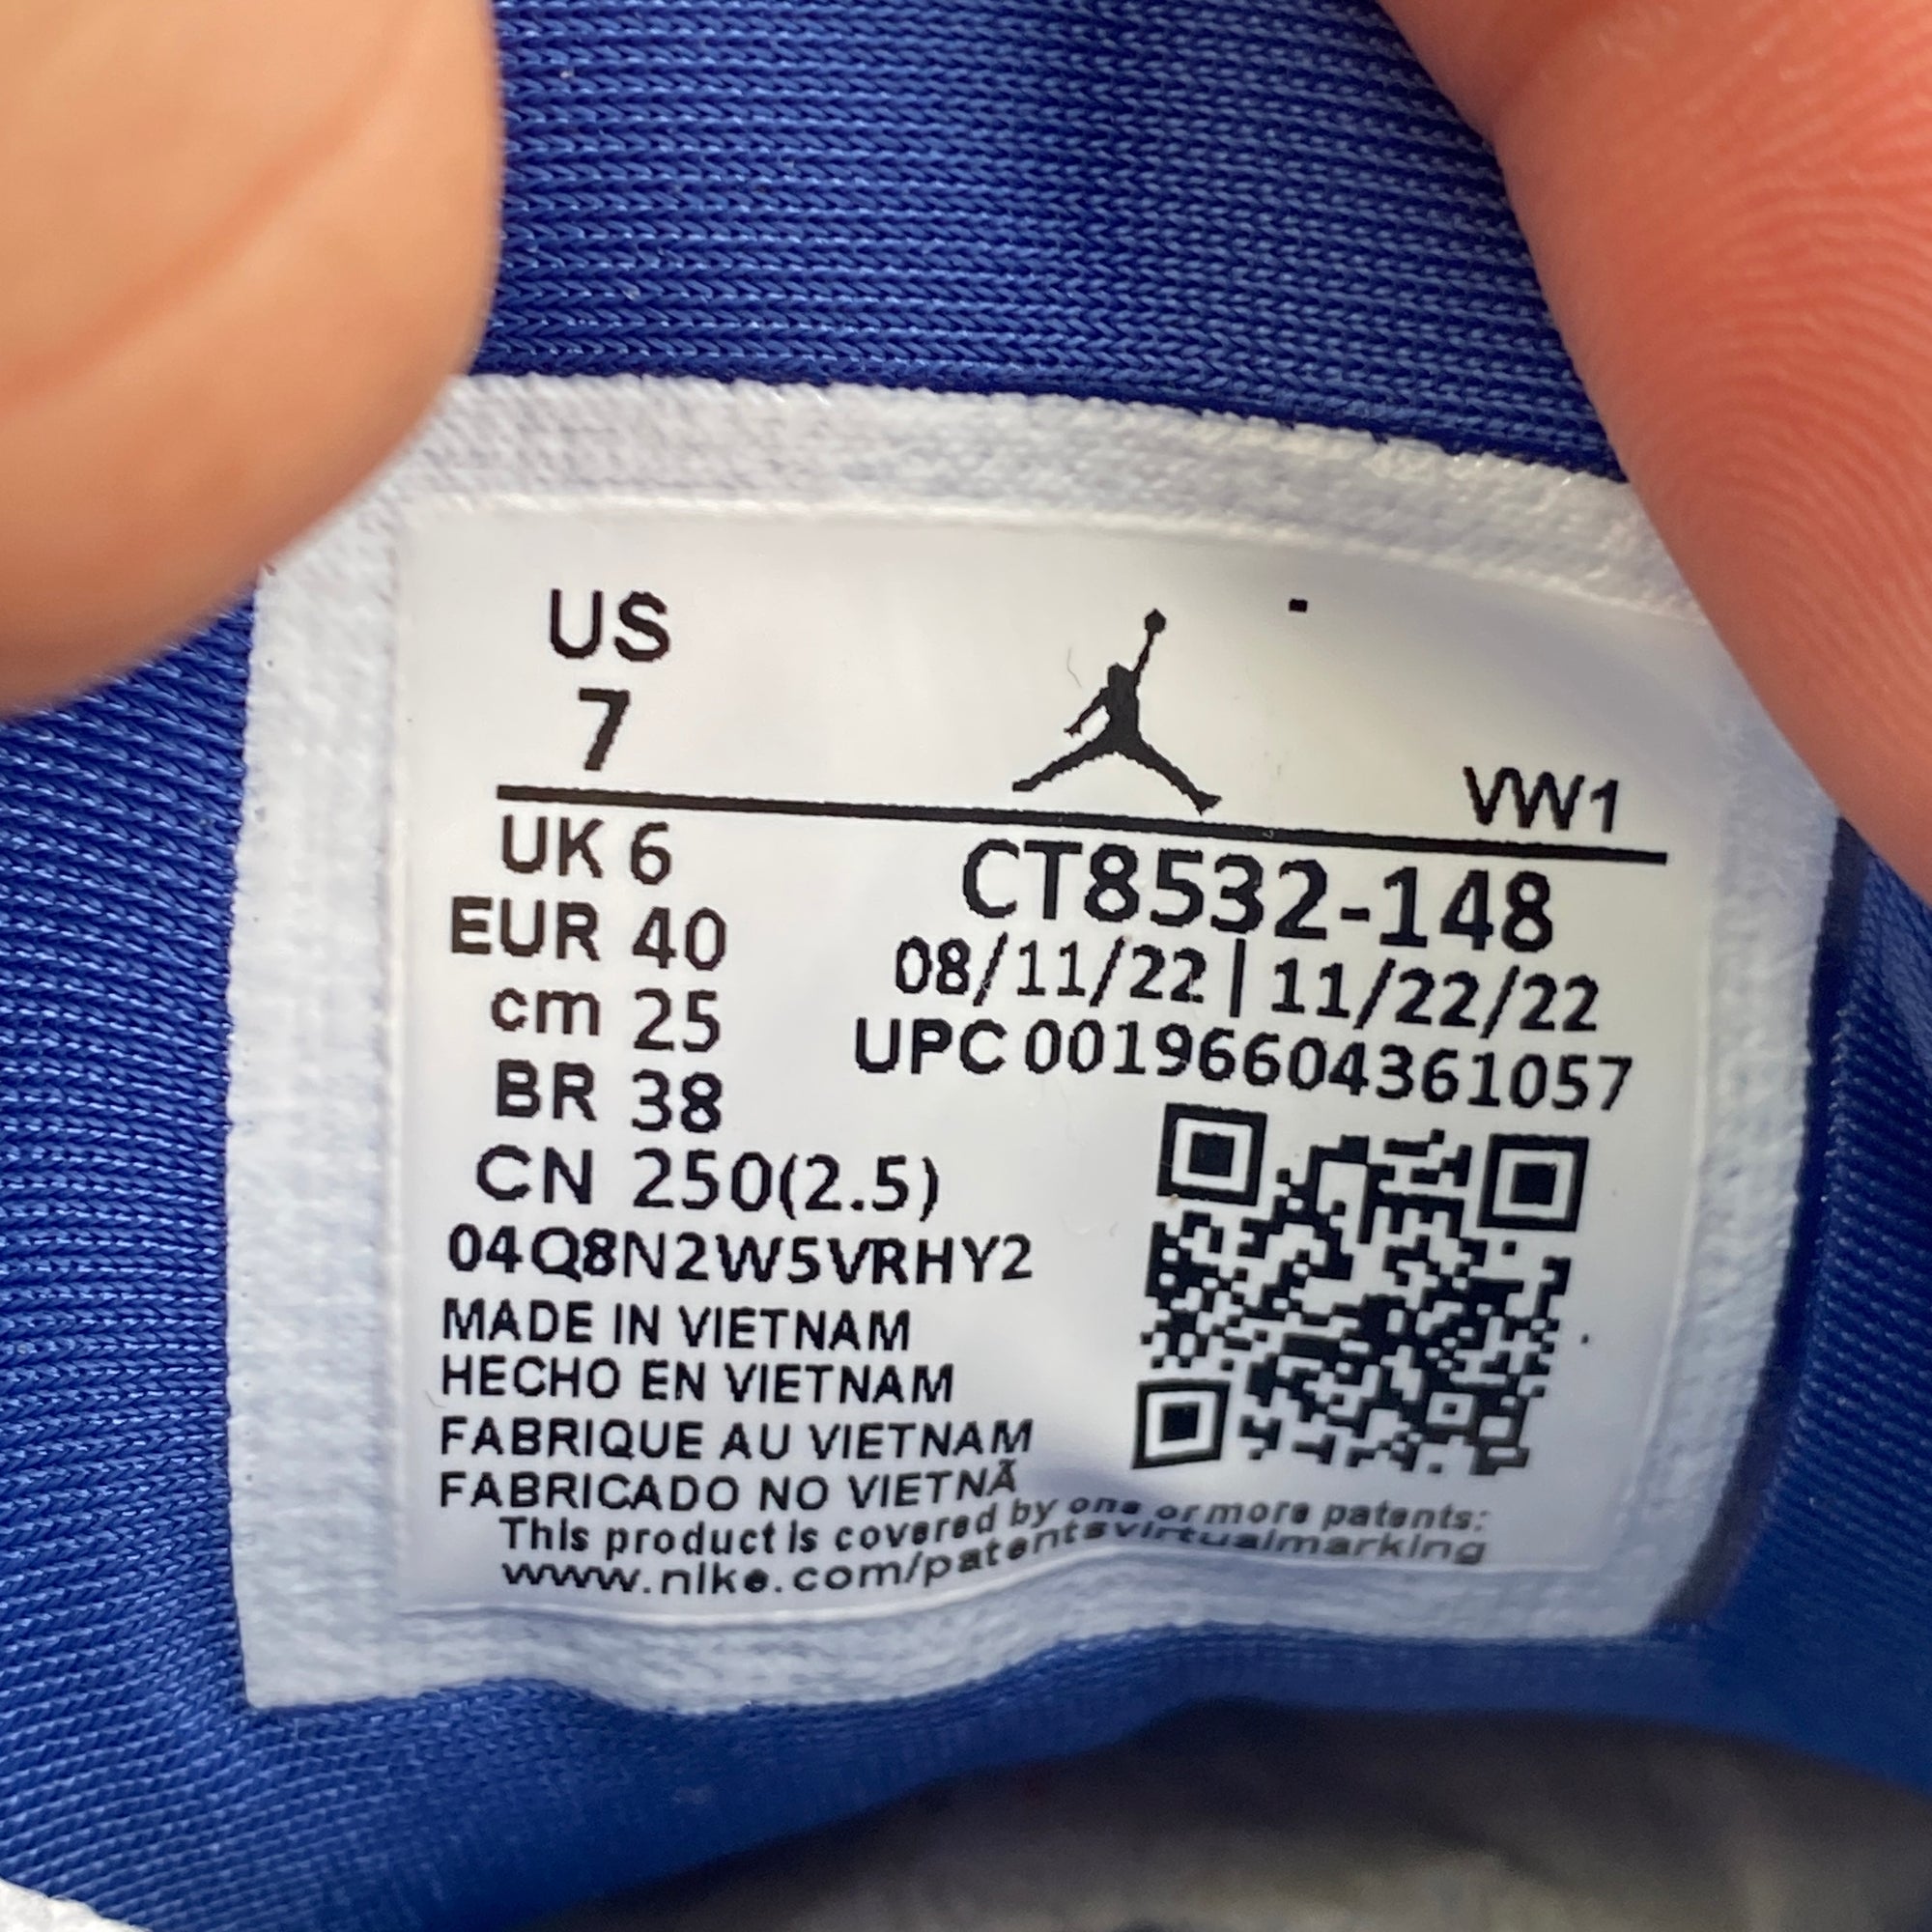 US
7
VW1
UK 6
EUR 40
cm 25
BR 38
CN 250(2.5)
CT8532-148
08/11/22 | 11/22/22
UPC 00196604361057
04Q8N2W5VRHY2
MADE IN VIETNAM
HECHO EN VIETNAM
FABRIQUE AU VIETNAM
FABRICADO NO VIETNÃ
This product is covered by one or more patents:
www.nike.com/patentsvirtualmarking